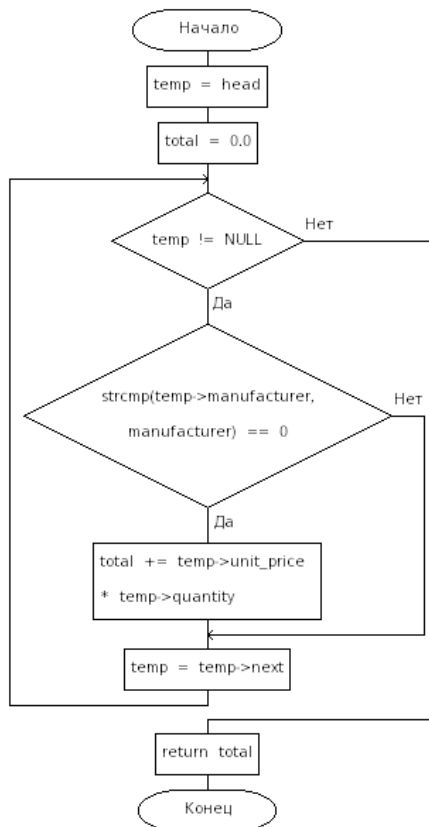 Начало
temp = head
total = 0.0
temp != NULL
Нет
Да
strcmp(temp->manufacturer,
manufacturer) == 0
Нет
Да
total += temp->unit_price
* temp->quantity
temp = temp->next
return total
Конец